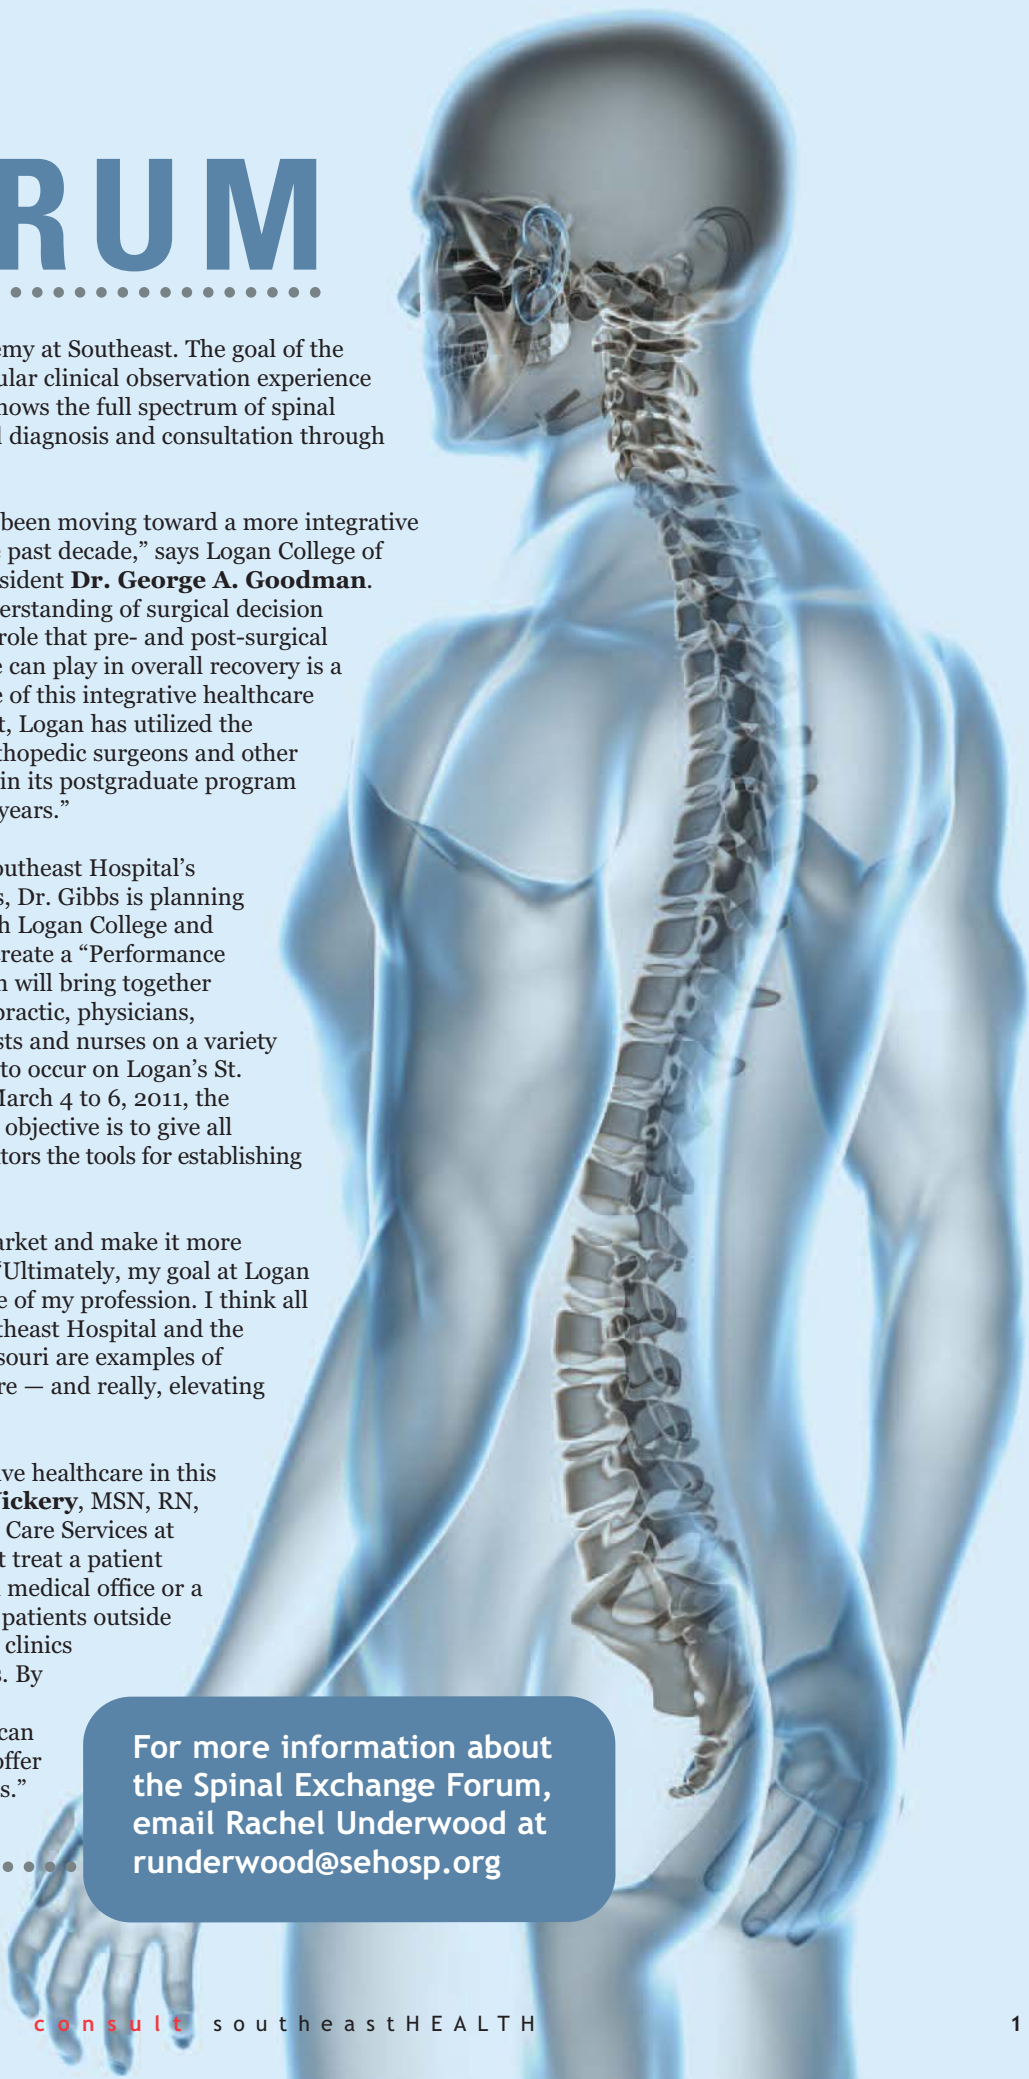 RUM
emy at Southeast. The goal of the
ular clinical observation experience
hows the full spectrum of spinal
l diagnosis and consultation through
been moving toward a more integrative
e past decade,” says Logan College of
sident Dr. George A. Goodman.
erstanding of surgical decision
role that pre- and post-surgical
e can play in overall recovery is a
e of this integrative healthcare
t, Logan has utilized the
thopedic surgeons and other
in its postgraduate program
years.”
outheast Hospital’s
s, Dr. Gibbs is planning
h Logan College and
create a “Performance
n will bring together
practic, physicians,
sts and nurses on a variety
to occur on Logan’s St.
March 4 to 6, 2011, the
objective is to give all
tors the tools for establishing
arket and make it more
“Ultimately, my goal at Logan
e of my profession. I think all
theast Hospital and the
souri are examples of
re — and really, elevating
ive healthcare in this
Vickery, MSN, RN,
Care Services at
t treat a patient
medical office or a
patients outside
clinics
s. By
can
offer
s.”
For more information about
the Spinal Exchange Forum,
email Rachel Underwood at
runderwood@sehosp.org
consult southeastHEALTH
1